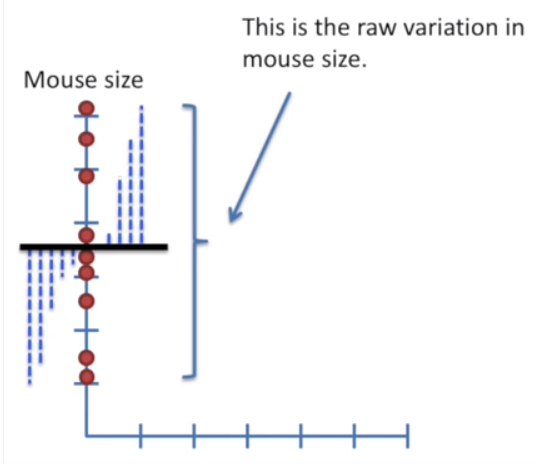 This is the raw variation in
mouse size.
Mouse size